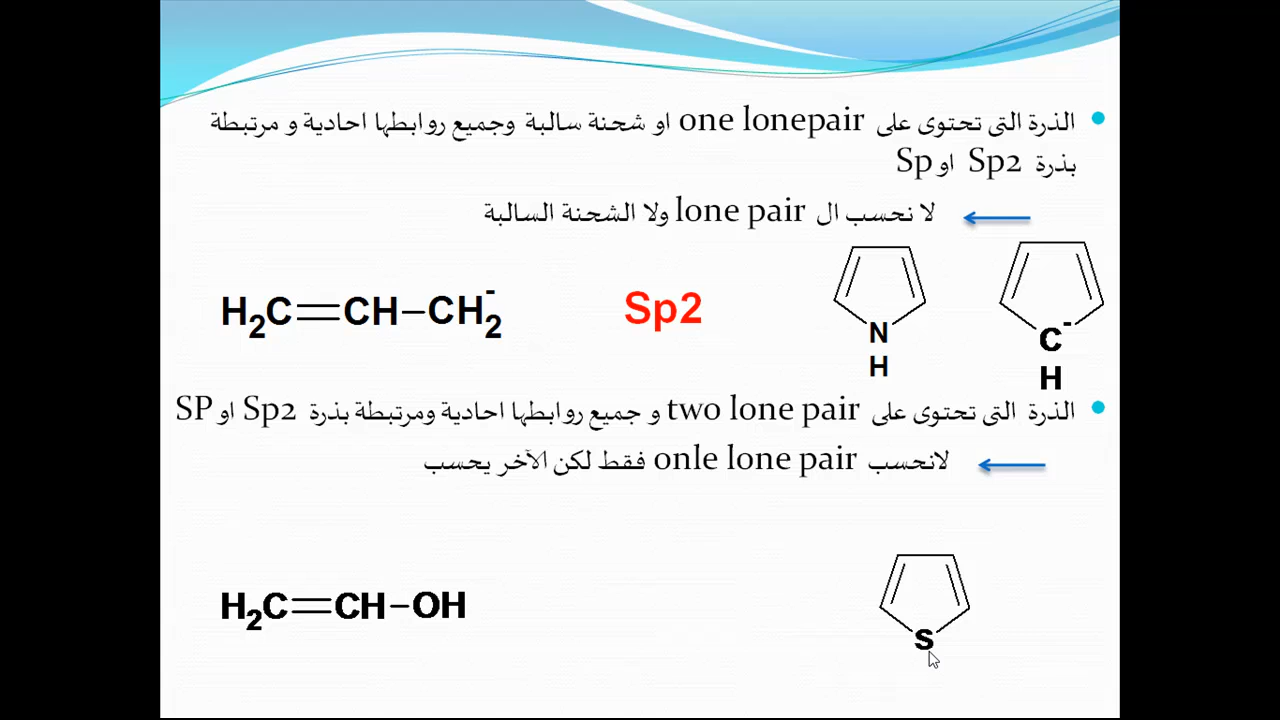 الذرة التى تحتوى على one lonepair او شحنة سالبة وجميع روابطها احادية و مرتبطة
بذرة Sp2 او Sp
لا نحسب ال lone pair ولا الشحنة السالبة
H2C=CH-CH2-
Sp2
N
H
C-
H
الذرة التى تحتوى على two lone pair و جميع روابطها احادية ومرتبطة بذرة Sp2 او SP
لانحسب onle lone pair فقط لكن الآخر يحسب
H2C=CH-OH
S